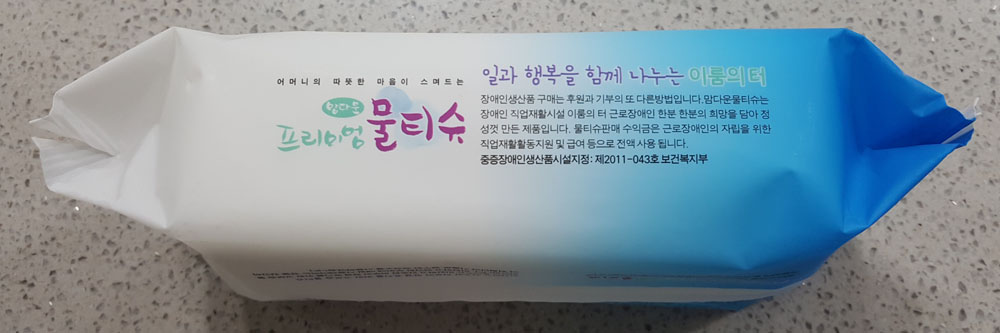 어머니의 따뜻한 마음이 스며드는
맘다운
프리미엄 물티슈
일과 행복을 함께 나누는 이룸의 터
장애인생산품 구매는 후원과 기부의 또 다른방법입니다.맘다운물티슈는
장애인 직업재활시설 이룸의 터 근로장애인 한분 한분의 희망을 담아 정
성껏 만든 제품입니다. 물티슈판매 수익금은 근로장애인의 자립을 위한
직업재활활동지원 및 급여 등으로 전액 사용 됩니다.
중증장애인생산품시설지정: 제2011-043호 보건복지부